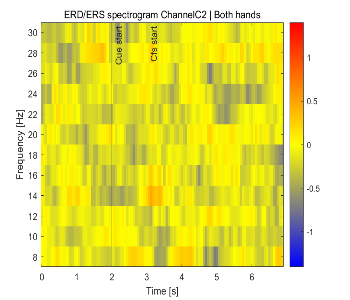 ERD/ERS spectrogram ChannelC2 | Both hands
Frequency [Hz]
30
28
26
24
22
20
18
16
14
12
10
8
Cue start
Cfs start
1
0.5
0
-0.5
-1
0 1 2 3 4 5 6
Time [s]